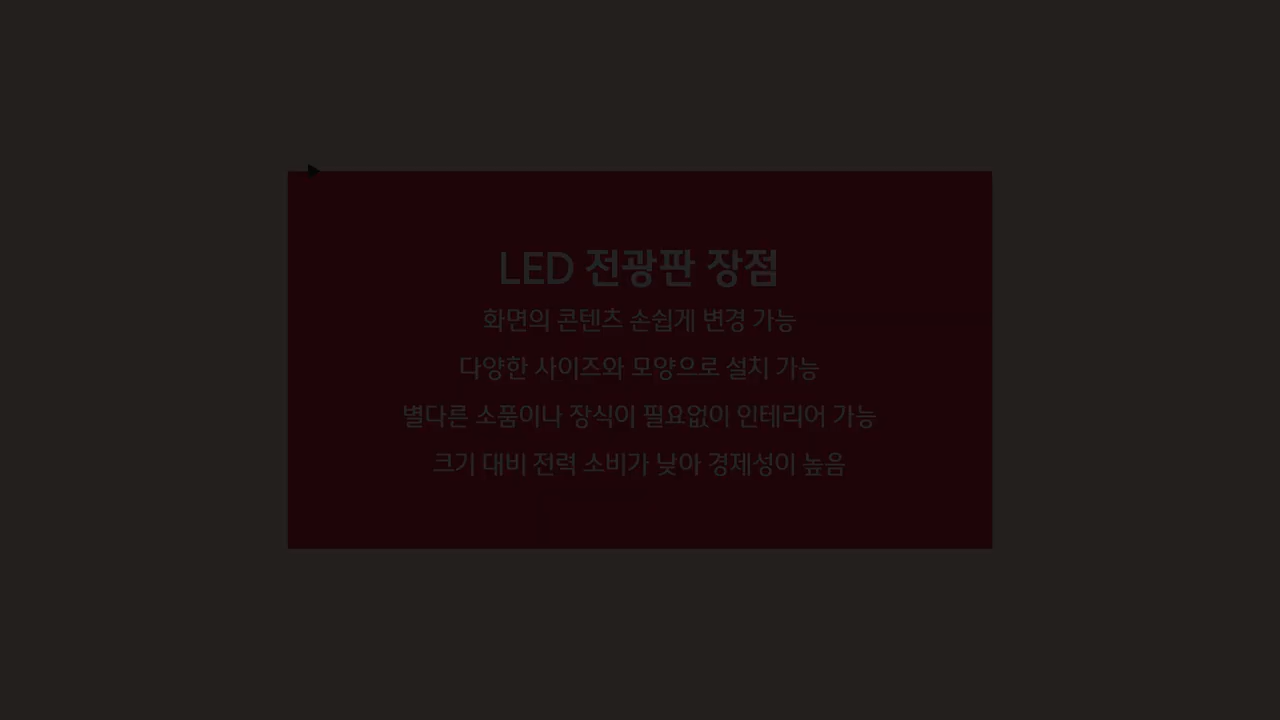 LED 전광판 장점
화면의 콘텐츠 손쉽게 변경 가능
다양한 사이즈와 모양으로 설치 가능
별다른 소품이나 장식이 필요없이 인테리어 가능
크기 대비 전력 소비가 낮아 경제성이 높음